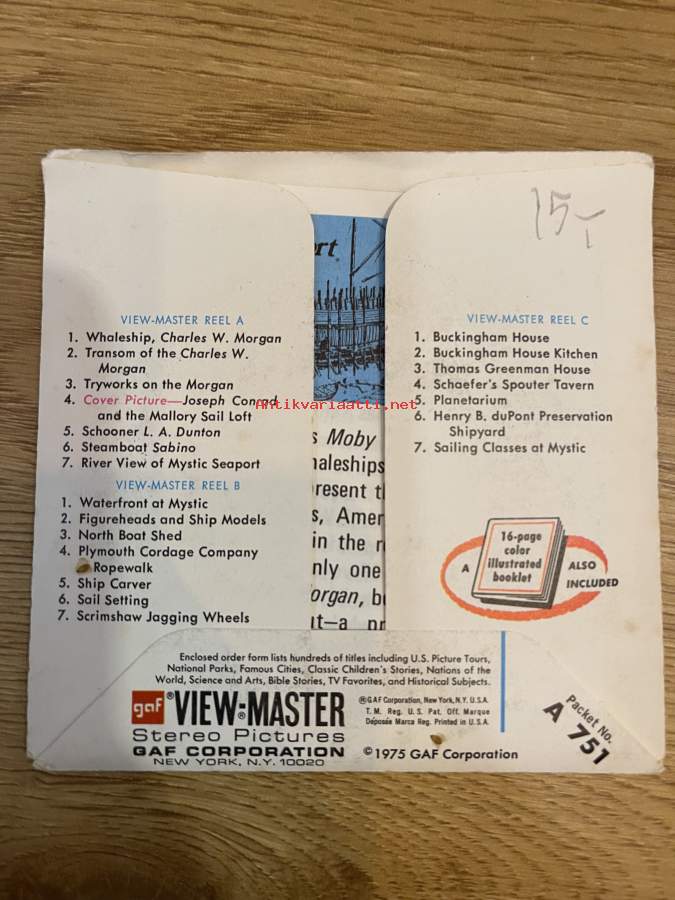 15,-
ort
VIEW-MASTER REEL A
1. Whaleship, Charles W. Morgan
2. Transom of the Charles W.
Morgan
3. Tryworks on the Morgan
4. Cover Picture—Joseph Conrad
and the Mallory Sail Loft
5. Schooner L. A. Dunton
6. Steamboat Sabino
7. River View of Mystic Seaport
VIEW-MASTER REEL B
1. Waterfront at Mystic
2. Figureheads and Ship Models
3. North Boat Shed
4. Plymouth Cordage Company
Ropewalk
5. Ship Carver
6. Sail Setting
7. Scrimshaw Jagging Wheels
Antikvariaatti.net
s Moby
haleships
resent t
s, Amer
in the r
nly one
organ, b
t—a pr
VIEW-MASTER REEL C
1. Buckingham House
2. Buckingham House Kitchen
3. Thomas Greenman House
4. Schaefer's Spouter Tavern
5. Planetarium
6. Henry B. duPont Preservation
Shipyard
7. Sailing Classes at Mystic
A
16-page
color
illustrated
booklet
ALSO
INCLUDED
Enclosed order form lists hundreds of titles including U.S. Picture Tours,
National Parks, Famous Cities, Classic Children's Stories, Nations of the
World, Science and Arts, Bible Stories, TV Favorites, and Historical Subjects.
gaf ® VIEW-MASTER
Stereo Pictures
GAF CORPORATION
NEW YORK, N.Y. 10020
®GAF Corporation, New York, N.Y. U.S.A.
T. M. Reg. U. S. Pat. Off. Marque
Déposée Marca Reg. Printed in U.S.A.
©1975 GAF Corporation
Packet No.
A 751